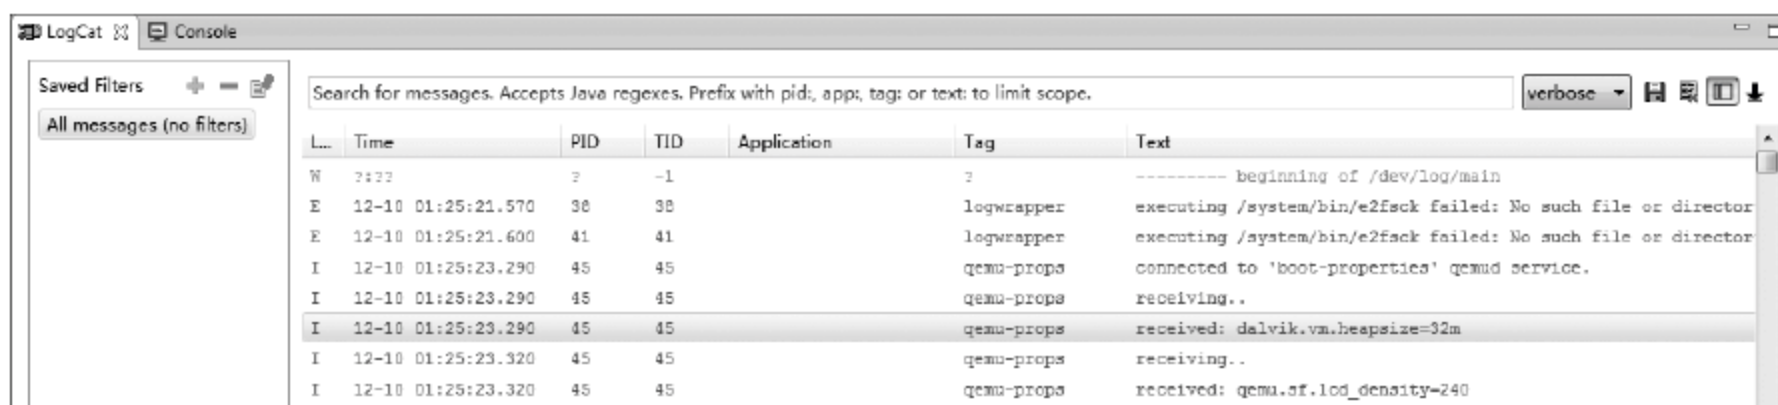 LogCat Console
Saved Filters
All messages (no filters)
Search for messages. Accepts Java regexes. Prefix with pid:, app:, tag: or text: to limit scope. verbose
L... Time PID TID Application Tag Text
W ?:?? ? -1 ? --------- beginning of /dev/log/main
E 12-10 01:25:21.570 38 38 logwrapper executing /system/bin/e2fsck failed: No such file or director
E 12-10 01:25:21.600 41 41 logwrapper executing /system/bin/e2fsck failed: No such file or director
I 12-10 01:25:23.290 45 45 qemu-props connected to 'boot-properties' qemud service.
I 12-10 01:25:23.290 45 45 qemu-props receiving..
I 12-10 01:25:23.290 45 45 qemu-props received: dalvik.vm.heapsize=32m
I 12-10 01:25:23.320 45 45 qemu-props receiving..
I 12-10 01:25:23.320 45 45 qemu-props received: qemu.sf.lcd_density=240